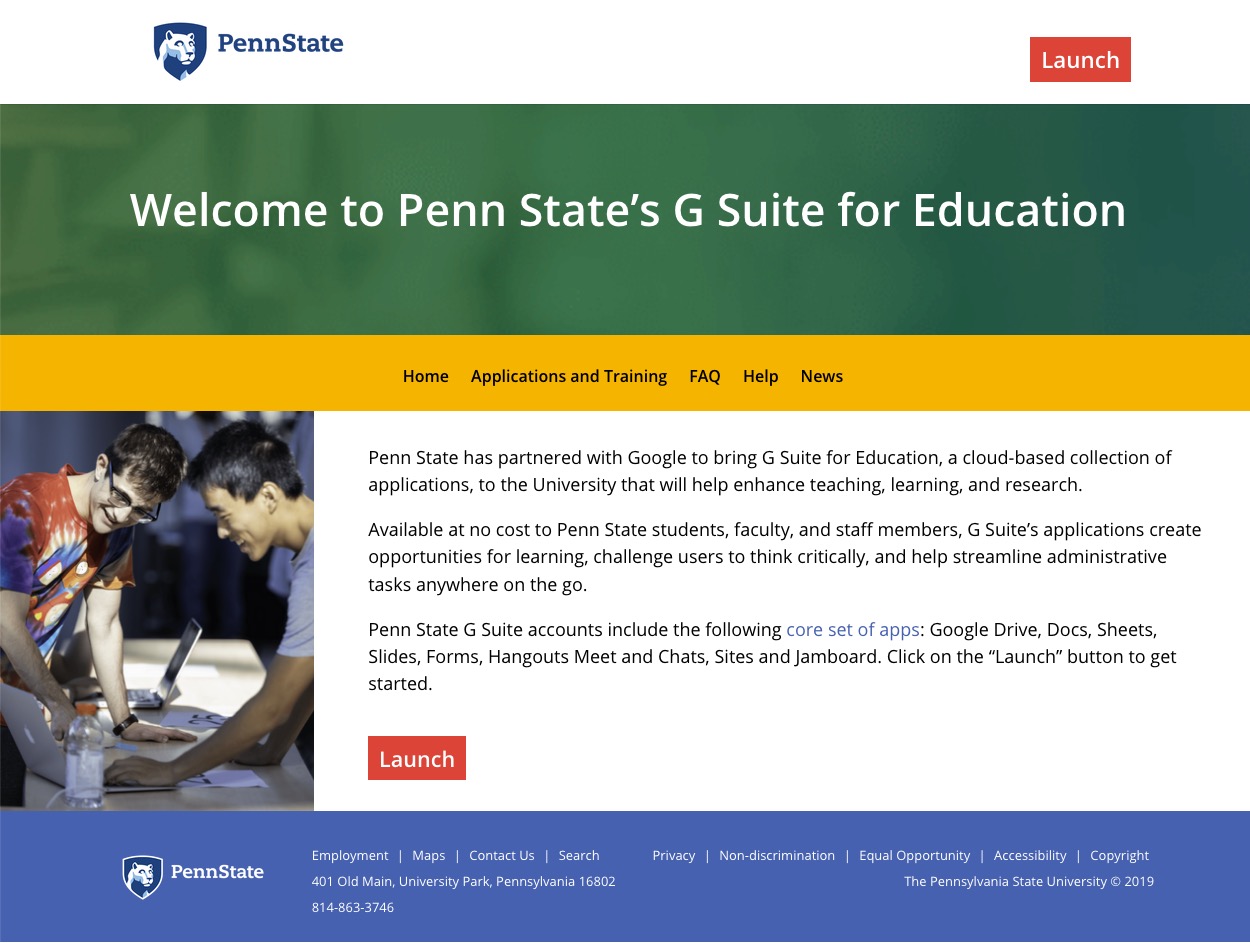 PennState
Launch
Welcome to Penn State’s G Suite for Education
Home Applications and Training FAQ Help News
Penn State has partnered with Google to bring G Suite for Education, a cloud-based collection of
applications, to the University that will help enhance teaching, learning, and research.
Available at no cost to Penn State students, faculty, and staff members, G Suite’s applications create
opportunities for learning, challenge users to think critically, and help streamline administrative
tasks anywhere on the go.
Penn State G Suite accounts include the following core set of apps: Google Drive, Docs, Sheets,
Slides, Forms, Hangouts Meet and Chats, Sites and Jamboard. Click on the “Launch” button to get
started.
Launch
PennState
Employment | Maps | Contact Us | Search
401 Old Main, University Park, Pennsylvania 16802
814-863-3746
Privacy | Non-discrimination | Equal Opportunity | Accessibility | Copyright
The Pennsylvania State University © 2019